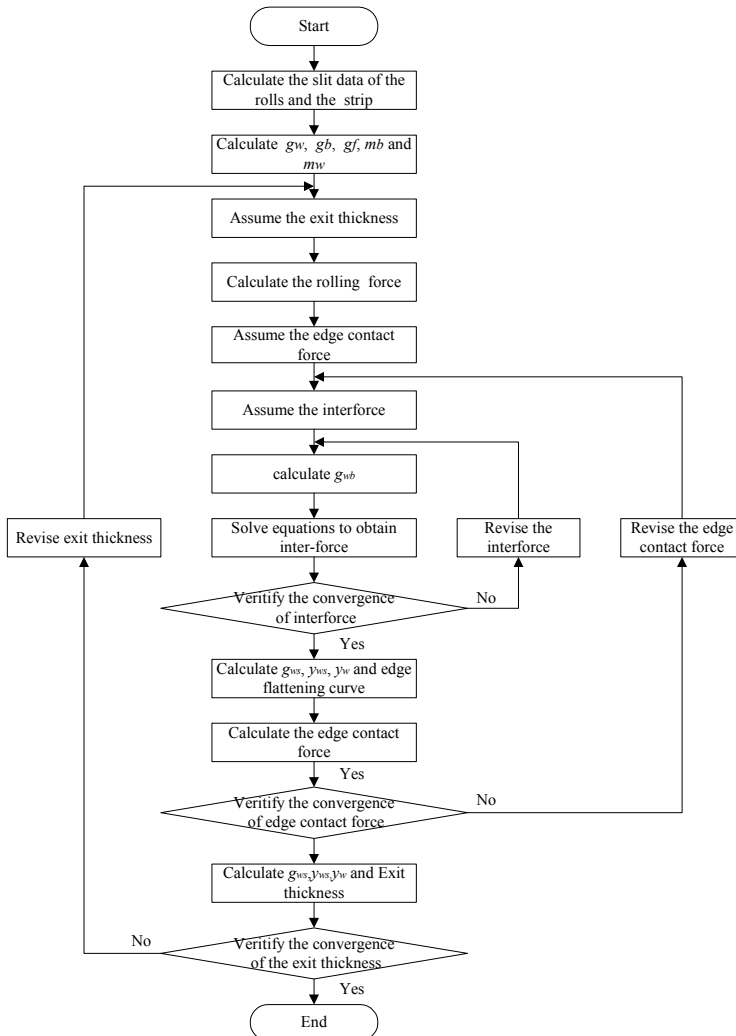 Start
Calculate the slit data of the
rolls and the strip
Calculate gw, gb, gf, mb and
mw
Assume the exit thickness
Calculate the rolling force
Assume the edge contact
force
Assume the interforce
calculate gwb
Revise exit thickness
Solve equations to obtain
inter-force
Revise the
interforce
Revise the edge
contact force
Veritify the convergence
of interforce
No
Yes
Calculate gws, yws, yw and edge
flattening curve
Calculate the edge contact
force
Yes
Veritify the convergence
of edge contact force
No
Calculate gws,yws,yw and Exit
thickness
No
Veritify the convergence
of the exit thickness
Yes
End